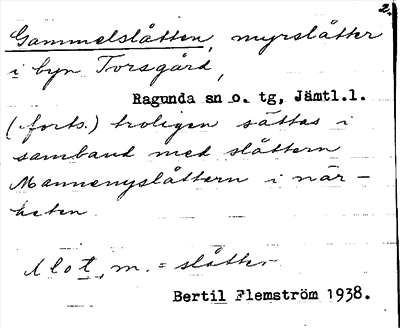 2.
Gammelslåtten, myrslåtter
i byn Torsgård,
Ragunda sn o. tg, Jämtl.l.
(forts.) troligen sättas i
samband med slåttern
Mannemyslåttern i när-
heten.
slot, m. = slåtter
Bertil Flemström 1938.